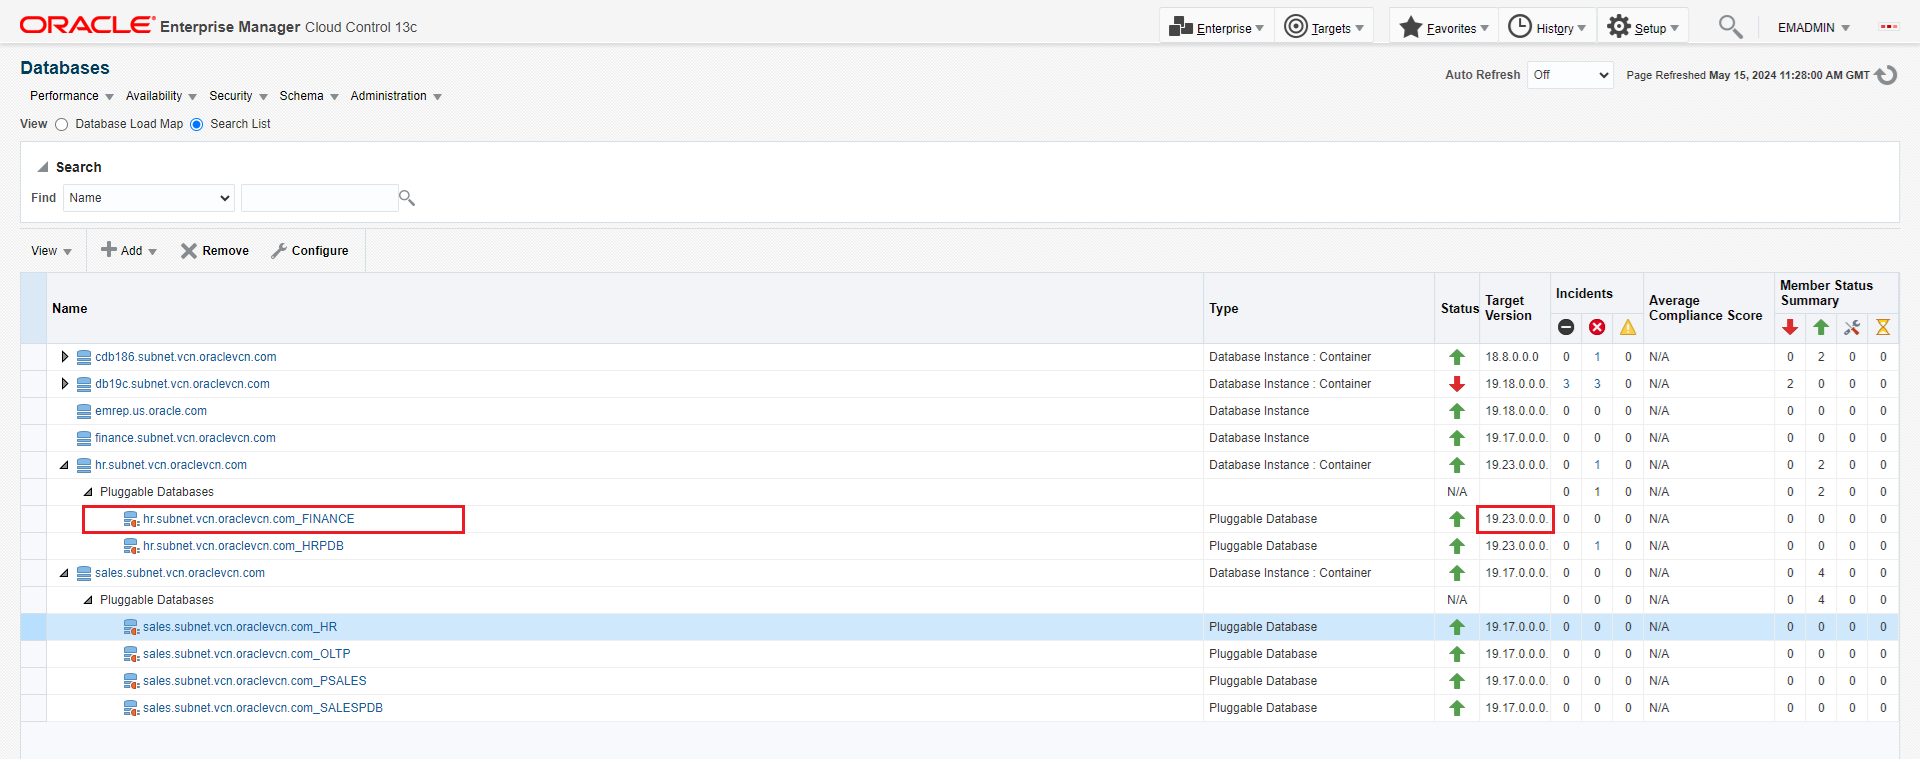 ORACLE Enterprise Manager Cloud Control 13c
Enterprise Targets Favorites History Setup EMADMIN
Databases
Auto Refresh Off Page Refreshed May 15, 2024 11:28:00 AM GMT
Performance Availability Security Schema Administration
View Database Load Map Search List
Search
Find Name
View Add Remove Configure
Name Type Status Target Version Incidents Average Compliance Score Member Status Summary
cdb186.subnet.vcn.oraclevcn.com Database Instance : Container 18.8.0.0.0 0 1 0 N/A 0 2 0 0
db19c.subnet.vcn.oraclevcn.com Database Instance : Container 19.18.0.0.0. 3 3 0 N/A 2 0 0 0
emrep.us.oracle.com Database Instance 19.18.0.0.0. 0 0 0 N/A 0 0 0 0
finance.subnet.vcn.oraclevcn.com Database Instance 19.17.0.0.0. 0 0 0 N/A 0 0 0 0
hr.subnet.vcn.oraclevcn.com Database Instance : Container 19.23.0.0.0. 0 1 0 N/A 0 2 0 0
Pluggable Databases N/A 0 1 0 N/A 0 2 0 0
hr.subnet.vcn.oraclevcn.com_FINANCE Pluggable Database 19.23.0.0.0. 0 0 0 N/A 0 0 0 0
hr.subnet.vcn.oraclevcn.com_HRPDB Pluggable Database 19.23.0.0.0. 0 1 0 N/A 0 0 0 0
sales.subnet.vcn.oraclevcn.com Database Instance : Container 19.17.0.0.0. 0 0 0 N/A 0 4 0 0
Pluggable Databases N/A 0 0 0 N/A 0 4 0 0
sales.subnet.vcn.oraclevcn.com_HR Pluggable Database 19.17.0.0.0. 0 0 0 N/A 0 0 0 0
sales.subnet.vcn.oraclevcn.com_OLTP Pluggable Database 19.17.0.0.0. 0 0 0 N/A 0 0 0 0
sales.subnet.vcn.oraclevcn.com_PSALES Pluggable Database 19.17.0.0.0. 0 0 0 N/A 0 0 0 0
sales.subnet.vcn.oraclevcn.com_SALESPDB Pluggable Database 19.17.0.0.0. 0 0 0 N/A 0 0 0 0